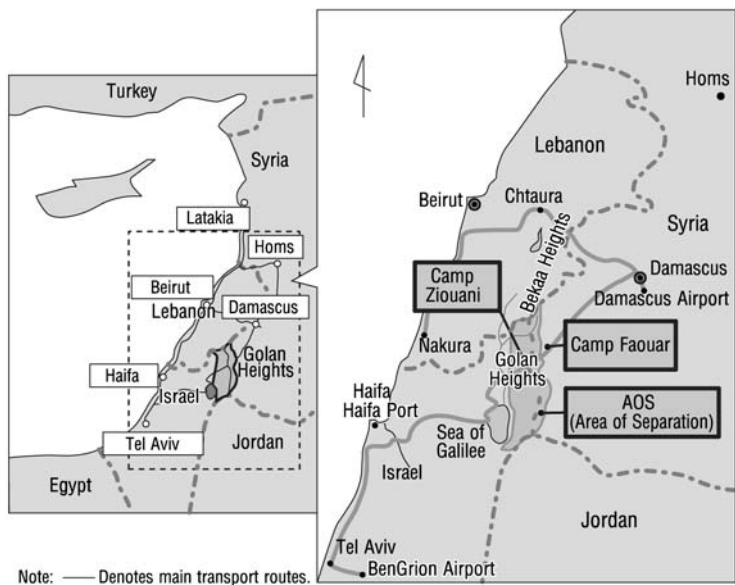 Turkey
Syria
Latakia
Homs
Beirut
Lebanon
Damascus
Golan
Heights
Haifa
Israel
Tel Aviv
Jordan
Egypt
Note: —— Denotes main transport routes.
Homs
Lebanon
Beirut
Chtaura
Syria
Bekaa Heights
Damascus
Damascus Airport
Camp
Ziouani
Camp Faouar
Nakura
Golan
Heights
Haifa
Haifa Port
AOS
(Area of Separation)
Sea of
Galilee
Israel
Jordan
Tel Aviv
BenGrion Airport